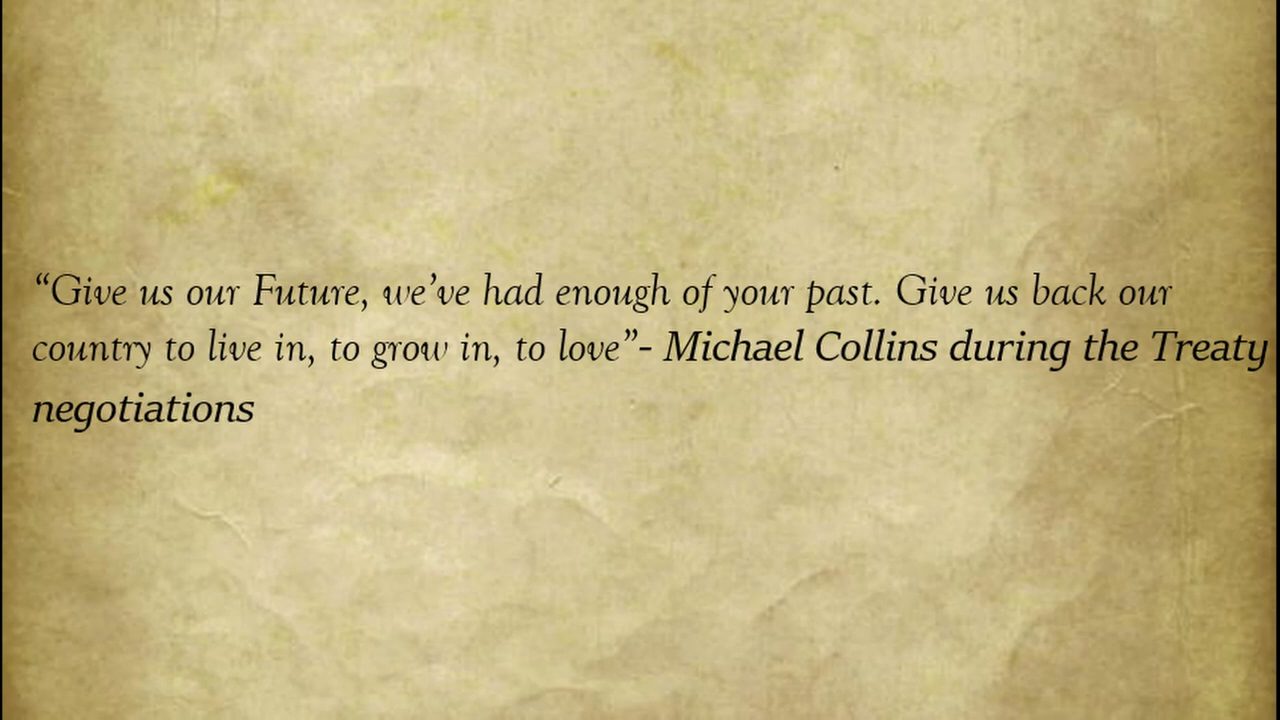 “Give us our Future, we’ve had enough of your past. Give us back our
country to live in, to grow in, to love”- Michael Collins during the Treaty
negotiations